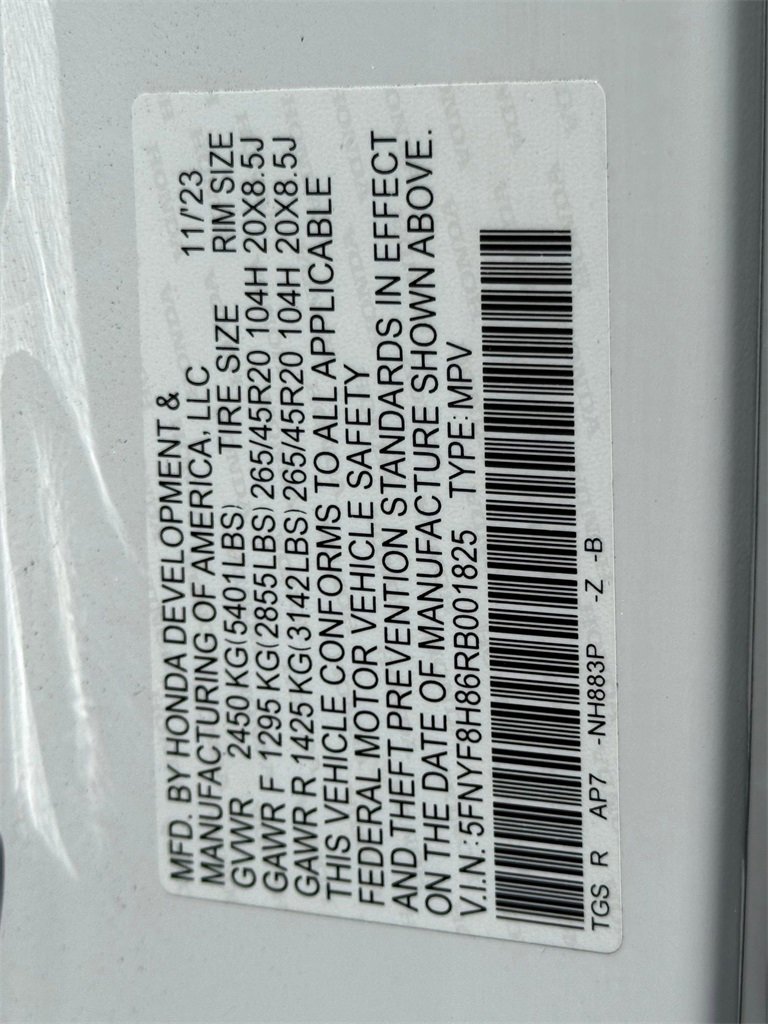 MFD. BY HONDA DEVELOPMENT &
MANUFACTURING OF AMERICA, LLC 11/'23
GVWR 2450 KG(5401LBS) TIRE SIZE RIM SIZE
GAWR F 1295 KG(2855LBS) 265/45R20 104H 20X8.5J
GAWR R 1425 KG(3142LBS) 265/45R20 104H 20X8.5J
THIS VEHICLE CONFORMS TO ALL APPLICABLE
FEDERAL MOTOR VEHICLE SAFETY
AND THEFT PREVENTION STANDARDS IN EFFECT
ON THE DATE OF MANUFACTURE SHOWN ABOVE.
V.I.N.: 5FNYF8H86RB001825 TYPE: MPV
TGS R AP7 -NH883P -Z -B